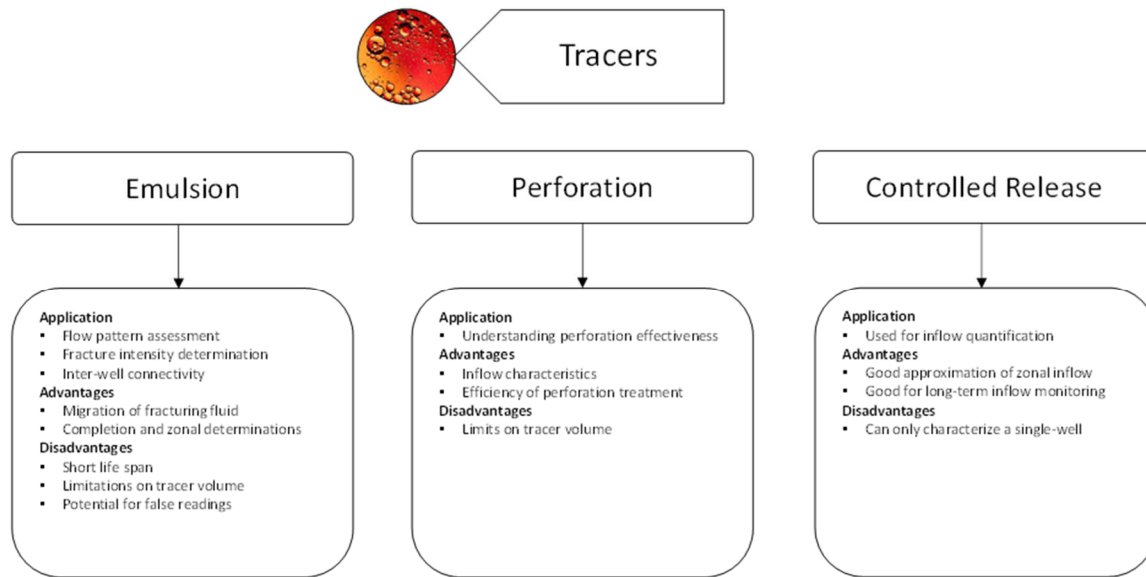 Tracers
Emulsion
Application
▪ Flow pattern assessment
▪ Fracture intensity determination
▪ Inter-well connectivity
Advantages
▪ Migration of fracturing fluid
▪ Completion and zonal determinations
Disadvantages
▪ Short life span
▪ Limitations on tracer volume
▪ Potential for false readings
Perforation
Application
▪ Understanding perforation effectiveness
Advantages
▪ Inflow characteristics
▪ Efficiency of perforation treatment
Disadvantages
▪ Limits on tracer volume
Controlled Release
Application
▪ Used for inflow quantification
Advantages
▪ Good approximation of zonal inflow
▪ Good for long-term inflow monitoring
Disadvantages
▪ Can only characterize a single-well